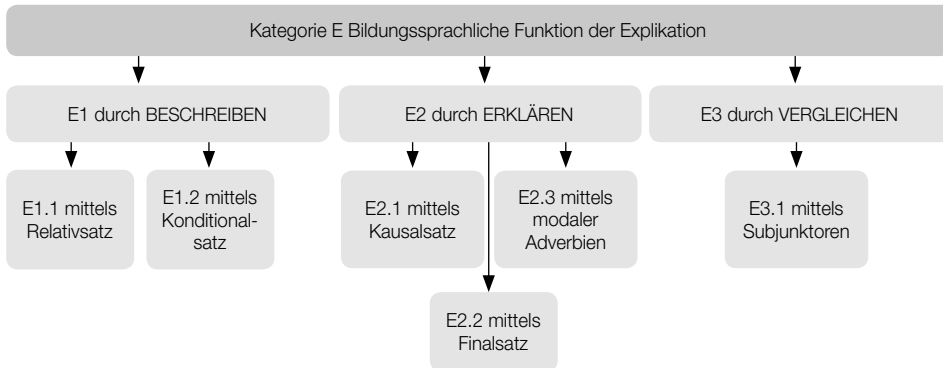 Kategorie E Bildungssprachliche Funktion der Explikation
E1 durch BESCHREIBEN
E2 durch ERKLÄREN
E3 durch VERGLEICHEN
E1.1 mittels
Relativsatz
E1.2 mittels
Konditional-
satz
E2.1 mittels
Kausalsatz
E2.3 mittels
modaler
Adverbien
E3.1 mittels
Subjunktoren
E2.2 mittels
Finalsatz